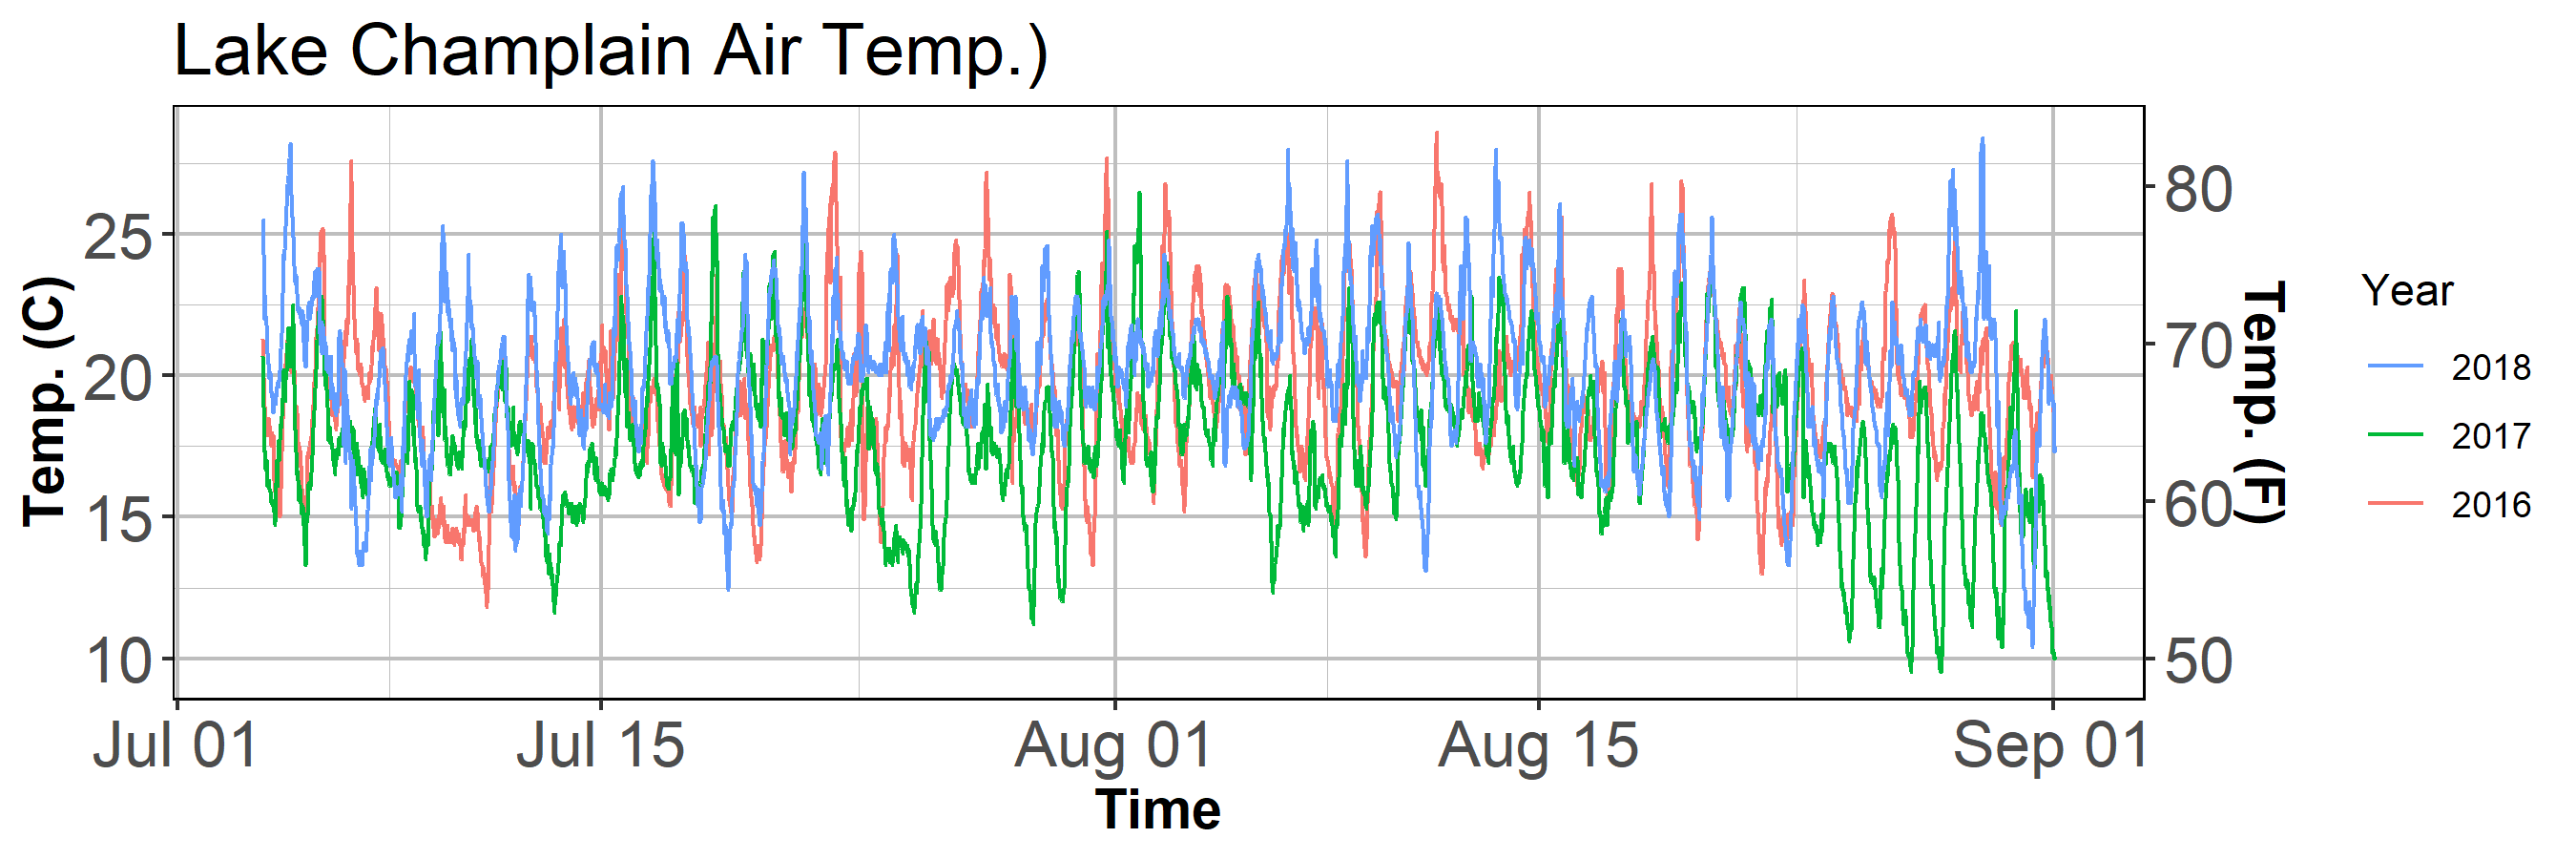 Lake Champlain Air Temp.)
Temp. (C)
25
20
15
10
80
70
60
50
Temp. (F)
Jul 01
Jul 15
Aug 01
Aug 15
Sep 01
Time
Year
2018
2017
2016